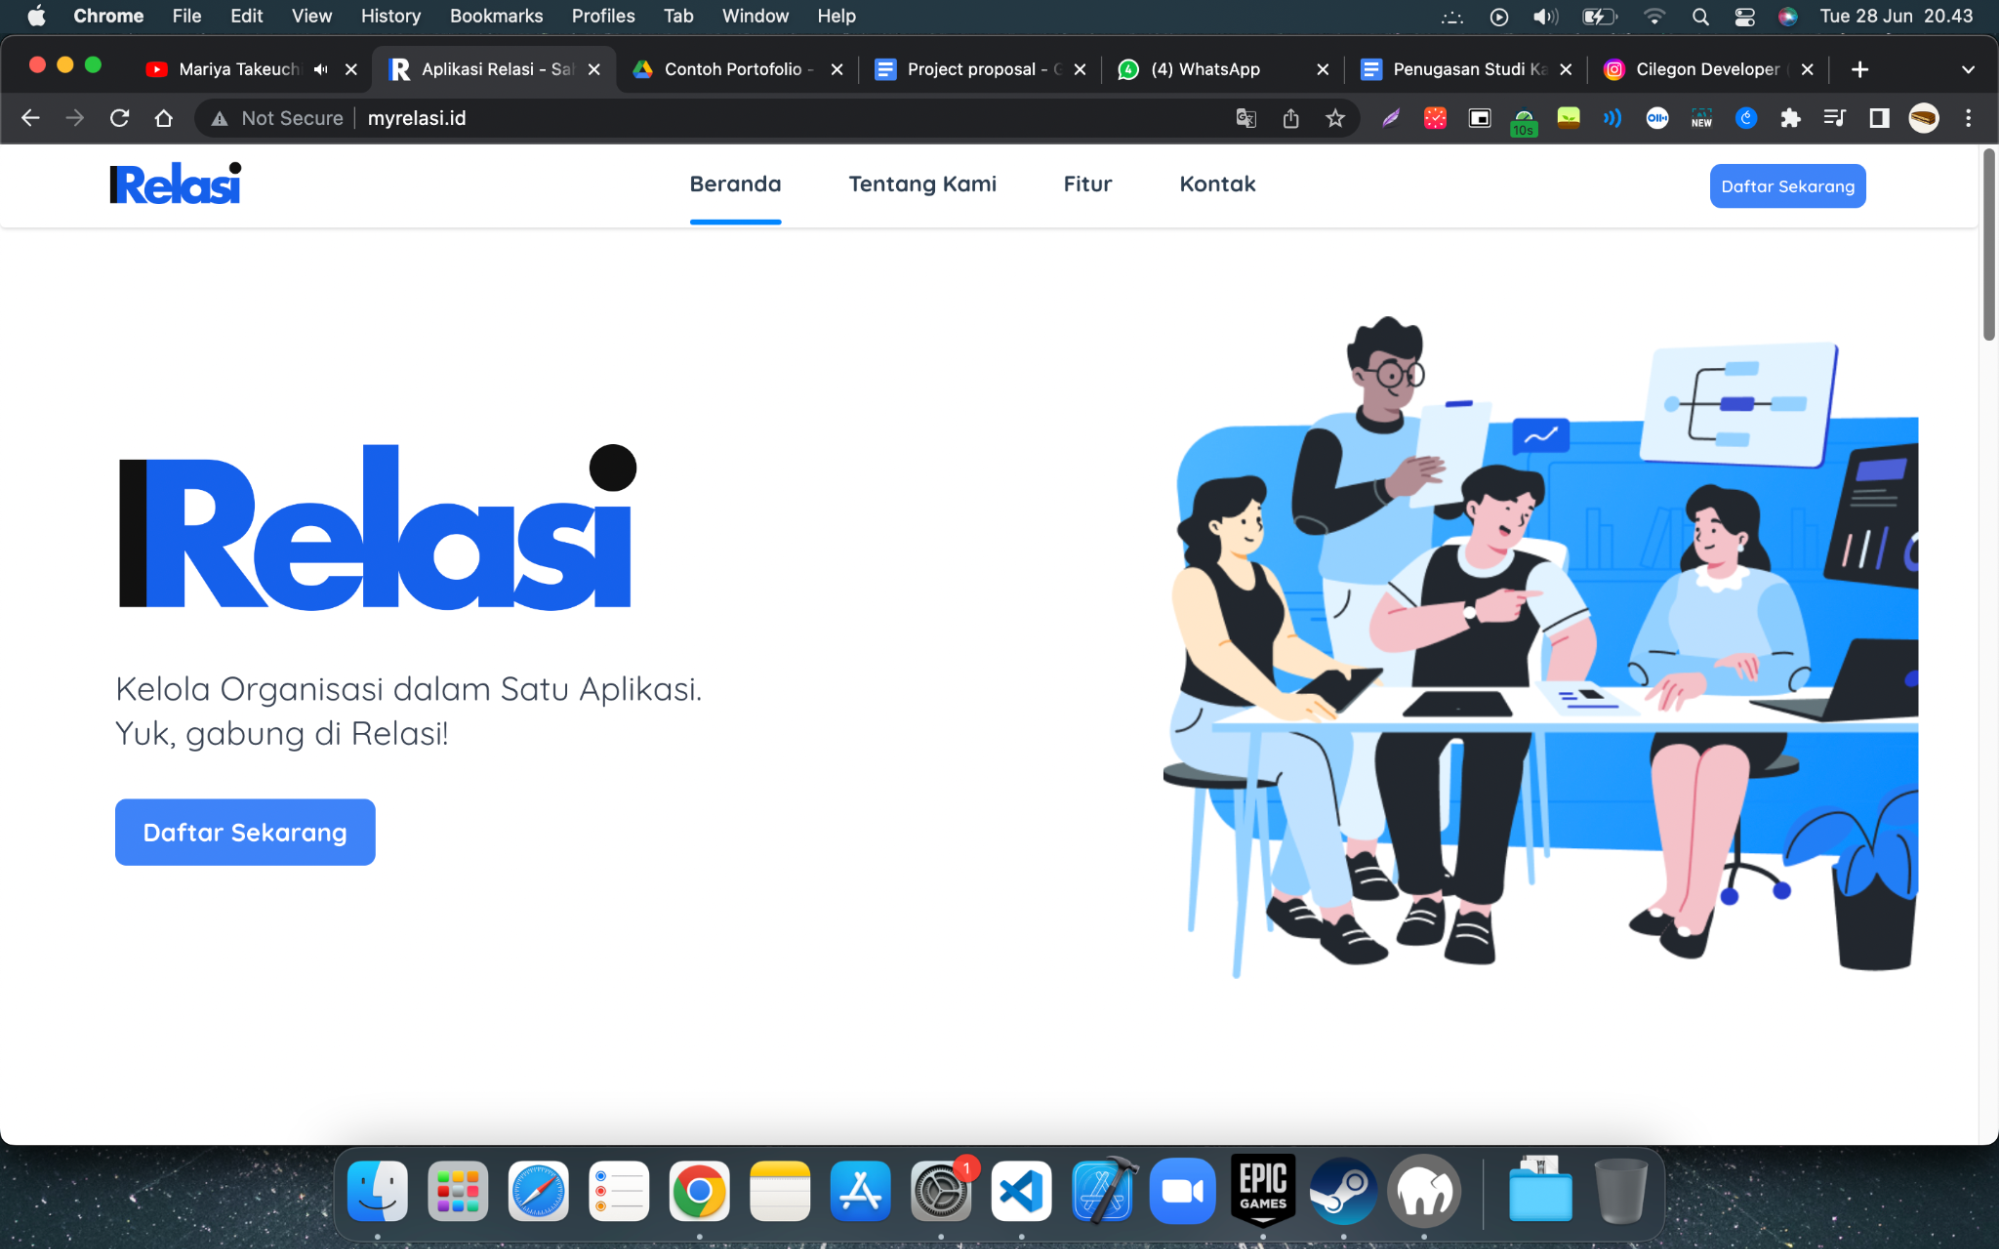 Chrome File Edit View History Bookmarks Profiles Tab Window Help Tue 28 Jun 20.43
Mariya Takeuchi Aplikasi Relasi - Sal Contoh Portofolio - Project proposal - G (4) WhatsApp Penugasan Studi Ka Cilegon Developer
Not Secure myrelasi.id 10s NEW
Relasi Beranda Tentang Kami Fitur Kontak Daftar Sekarang
Relasi
Kelola Organisasi dalam Satu Aplikasi.
Yuk, gabung di Relasi!
Daftar Sekarang
1
EPIC
GAMES